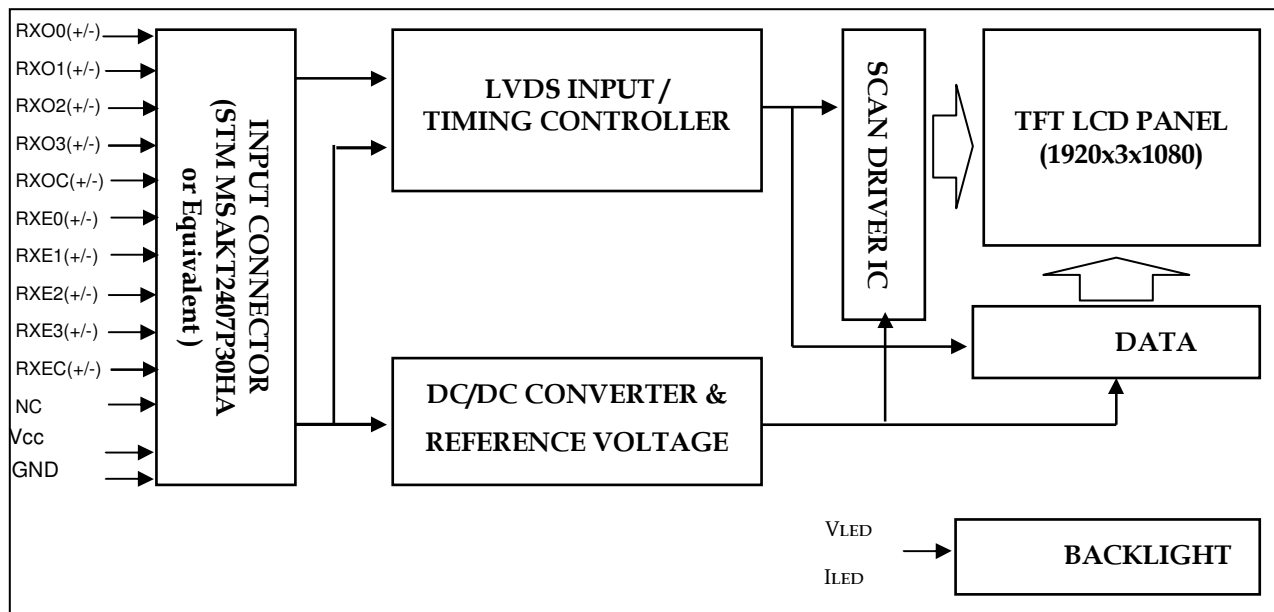 RXO0(+/-)
RXO1(+/-)
RXO2(+/-)
RXO3(+/-)
RXOC(+/-)
RXE0(+/-)
RXE1(+/-)
RXE2(+/-)
RXE3(+/-)
RXEC(+/-)
NC
Vcc
GND
INPUT CONNECTOR
(STM MSAKT2407P30HA
or Equivalent )
LVDS INPUT /
TIMING CONTROLLER
DC/DC CONVERTER &
REFERENCE VOLTAGE
SCAN DRIVER IC
TFT LCD PANEL
(1920x3x1080)
DATA
VLED
ILED
BACKLIGHT